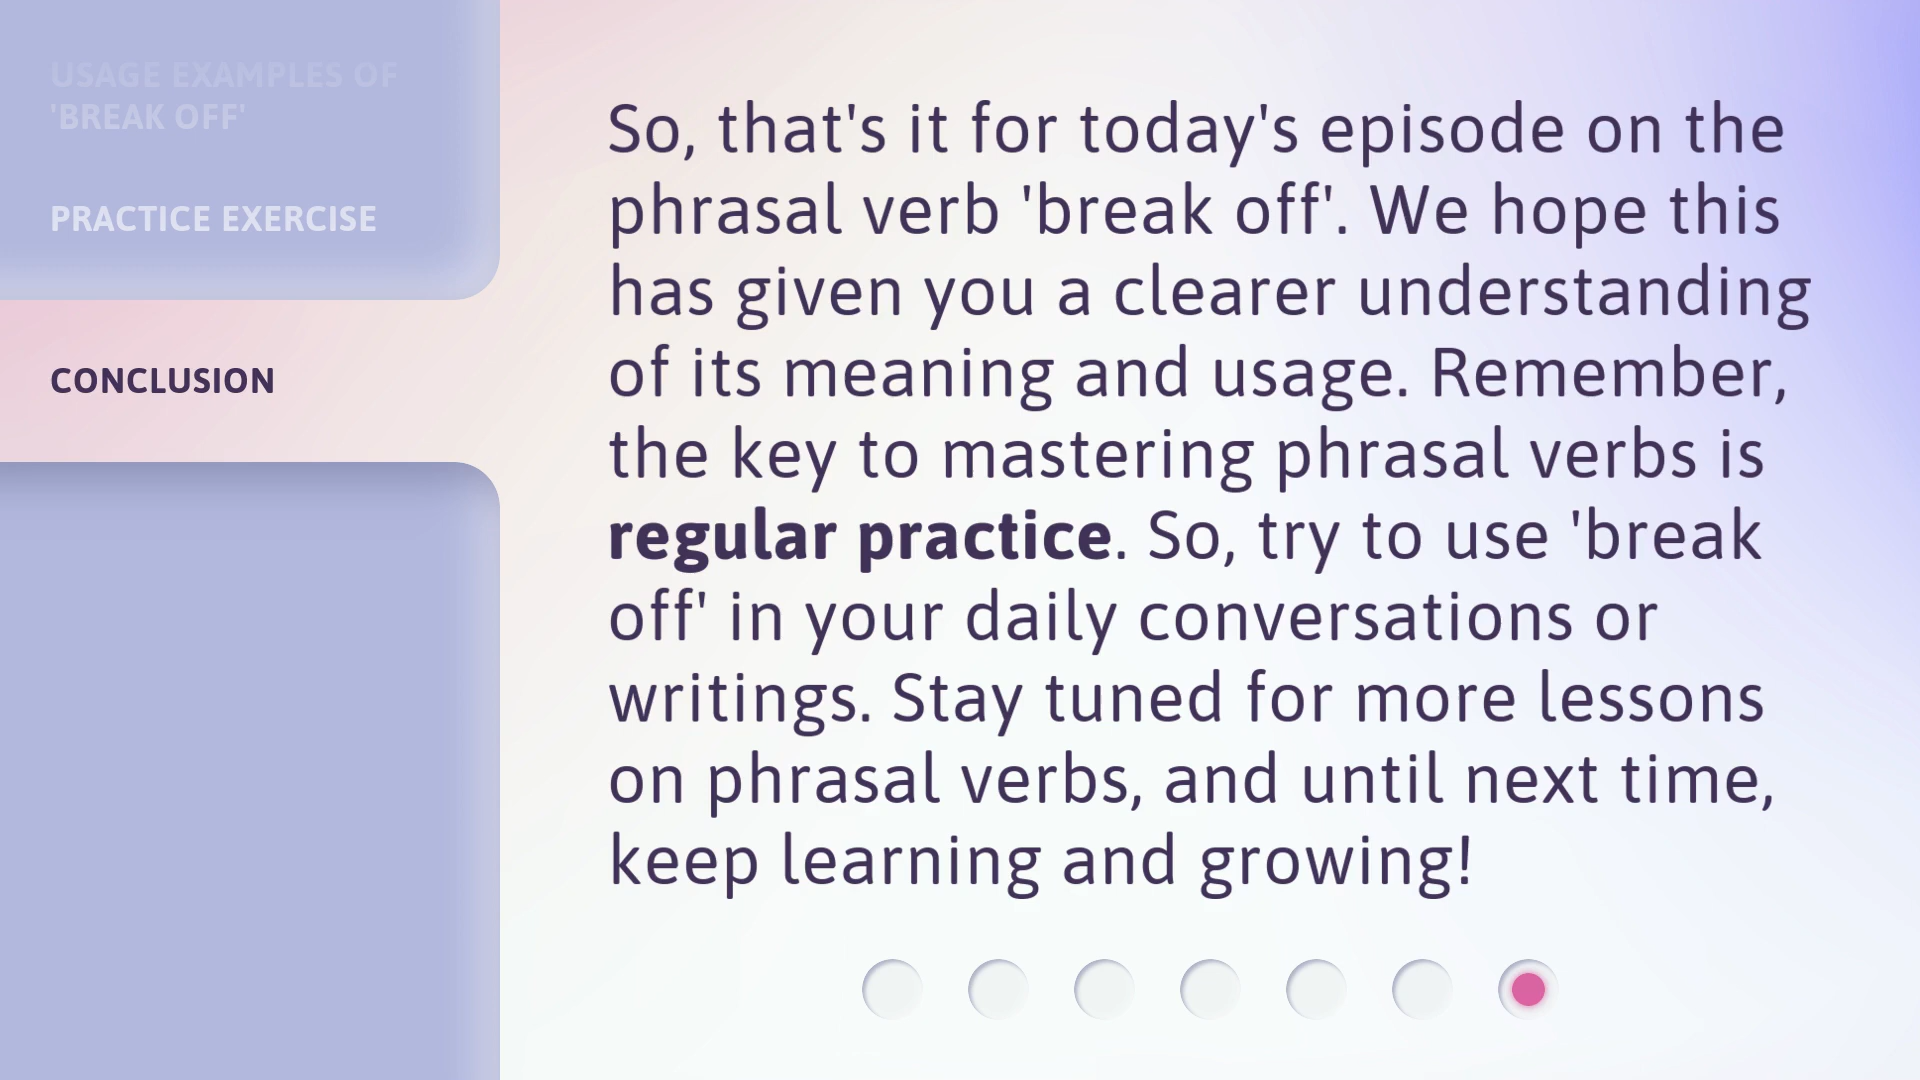 USAGE EXAMPLES OF
'BREAK OFF'
PRACTICE EXERCISE
CONCLUSION
So, that's it for today's episode on the
phrasal verb 'break off'. We hope this
has given you a clearer understanding
of its meaning and usage. Remember,
the key to mastering phrasal verbs is
regular practice. So, try to use 'break
off' in your daily conversations or
writings. Stay tuned for more lessons
on phrasal verbs, and until next time,
keep learning and growing!